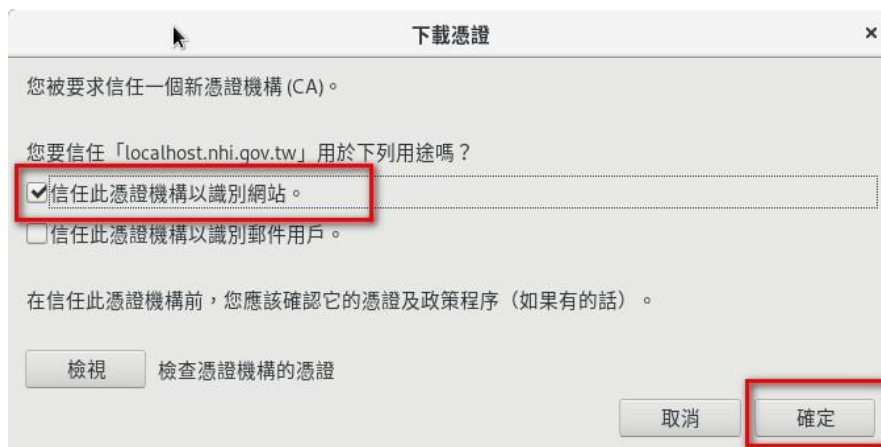 下載憑證
您被要求信任一個新憑證機構 (CA)。
您要信任「localhost.nhi.gov.tw」用於下列用途嗎？
信任此憑證機構以識別網站。
信任此憑證機構以識別郵件用戶。
在信任此憑證機構前，您應該確認它的憑證及政策程序（如果有的話）。
檢視 檢查憑證機構的憑證
取消 確定